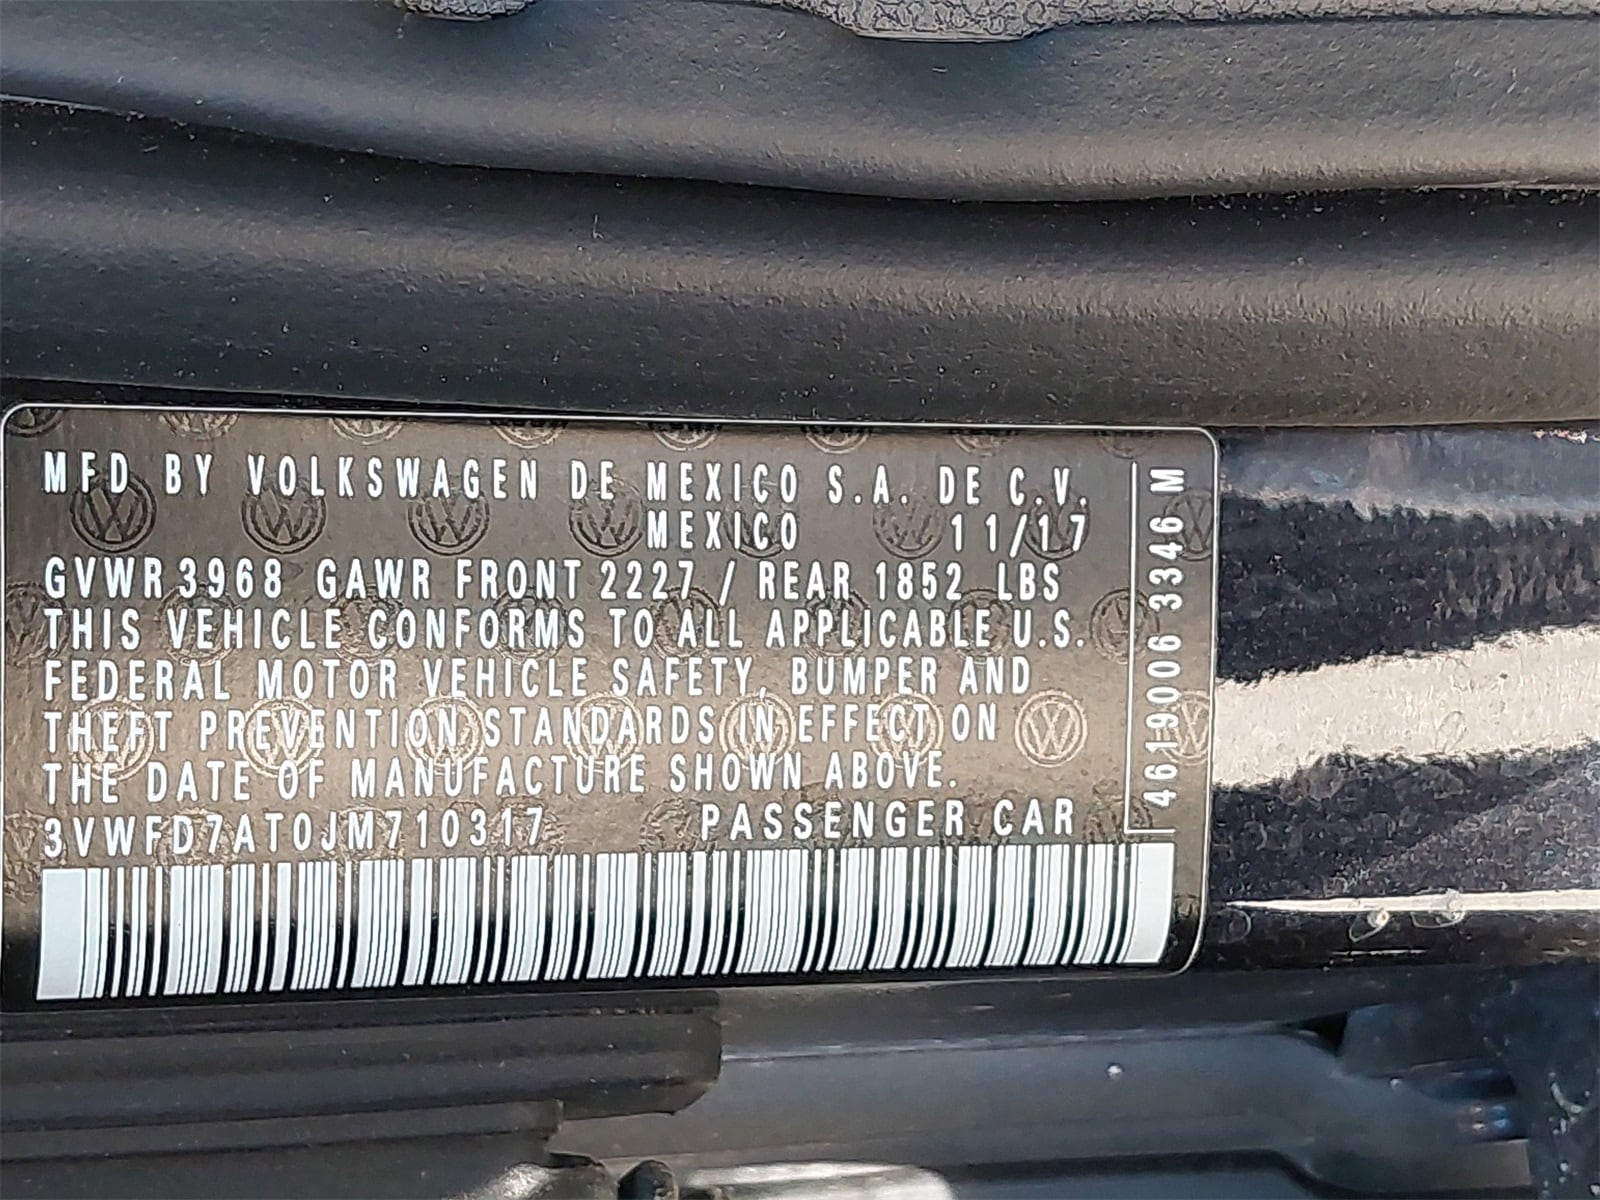 MFD BY VOLKSWAGEN DE MEXICO S.A. DE C.V.
MEXICO 11/17
GVWR 3968 GAWR FRONT 2227 / REAR 1852 LBS
THIS VEHICLE CONFORMS TO ALL APPLICABLE U.S.
FEDERAL MOTOR VEHICLE SAFETY, BUMPER AND
THEFT PREVENTION STANDARDS IN EFFECT ON
THE DATE OF MANUFACTURE SHOWN ABOVE.
3VWFD7AT0JM710317 PASSENGER CAR
4619006 3346 M